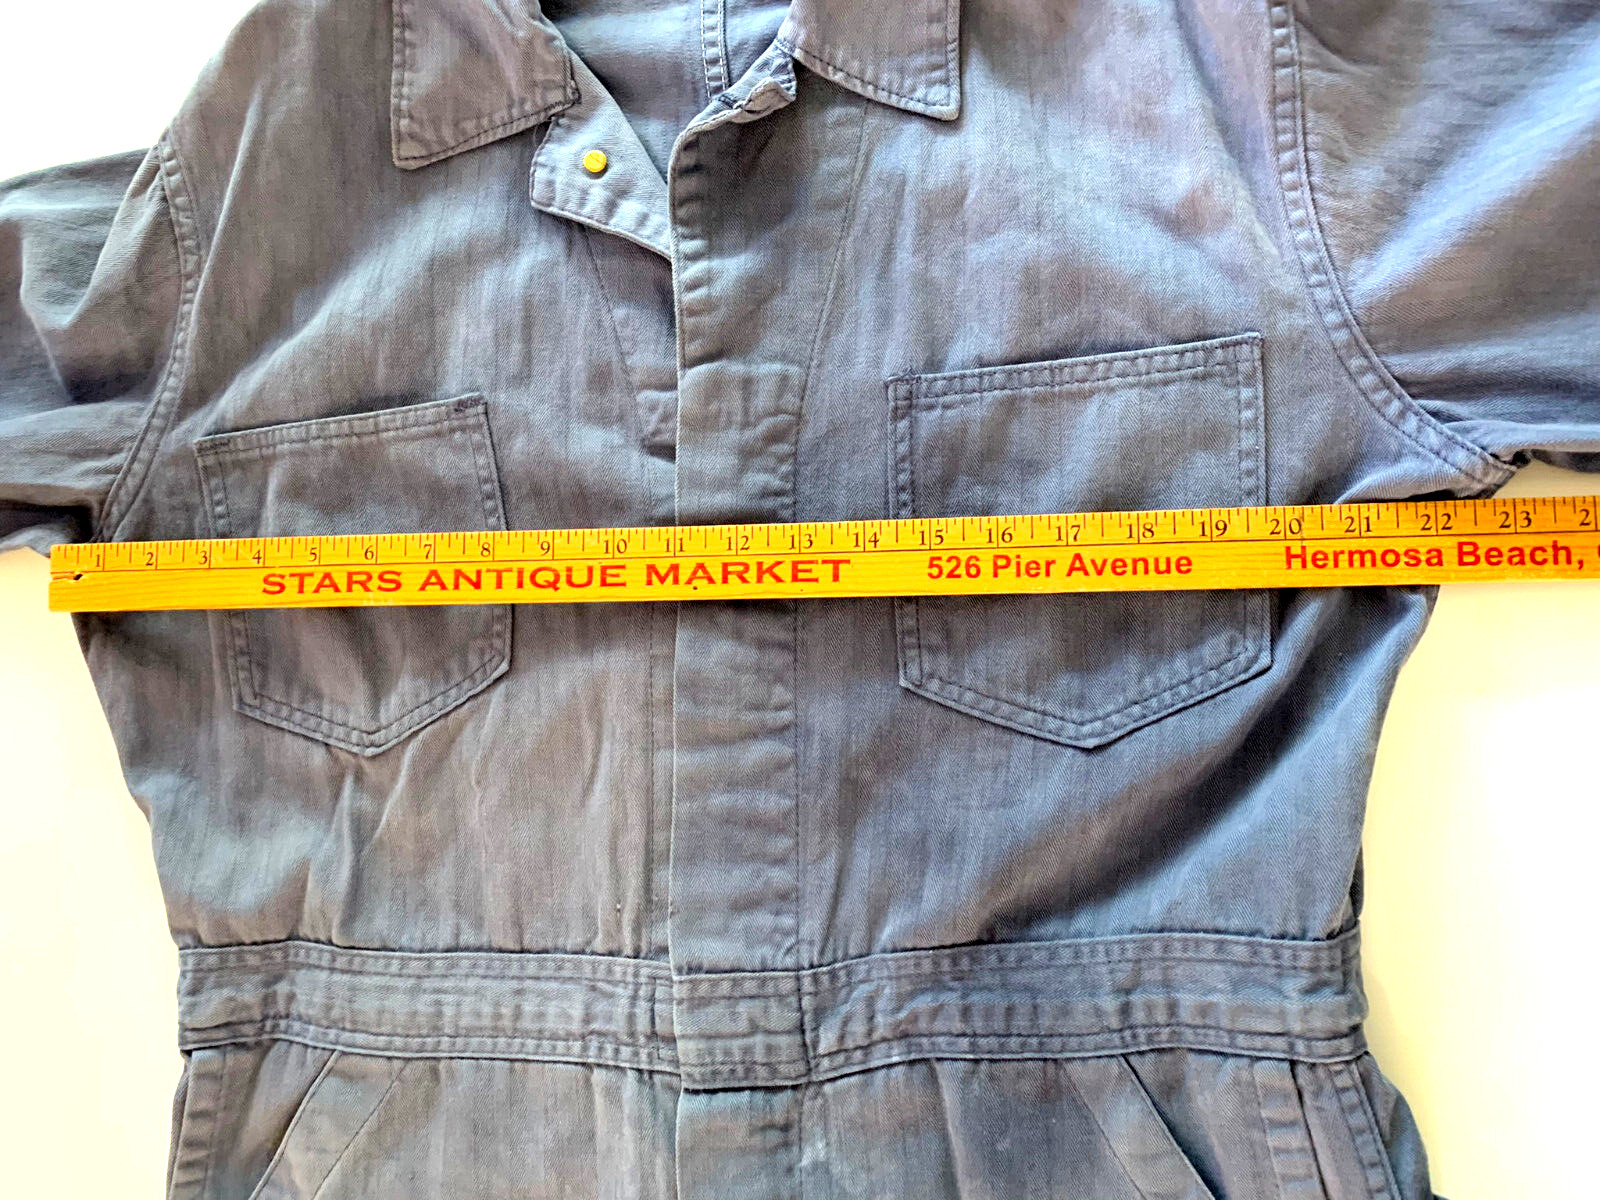 1 2 3 4 5 6 7 8 9 10 11 12 13 14 15 16 17 18 19 20 21 22 23
STARS ANTIQUE MARKET 526 Pier Avenue Hermosa Beach,